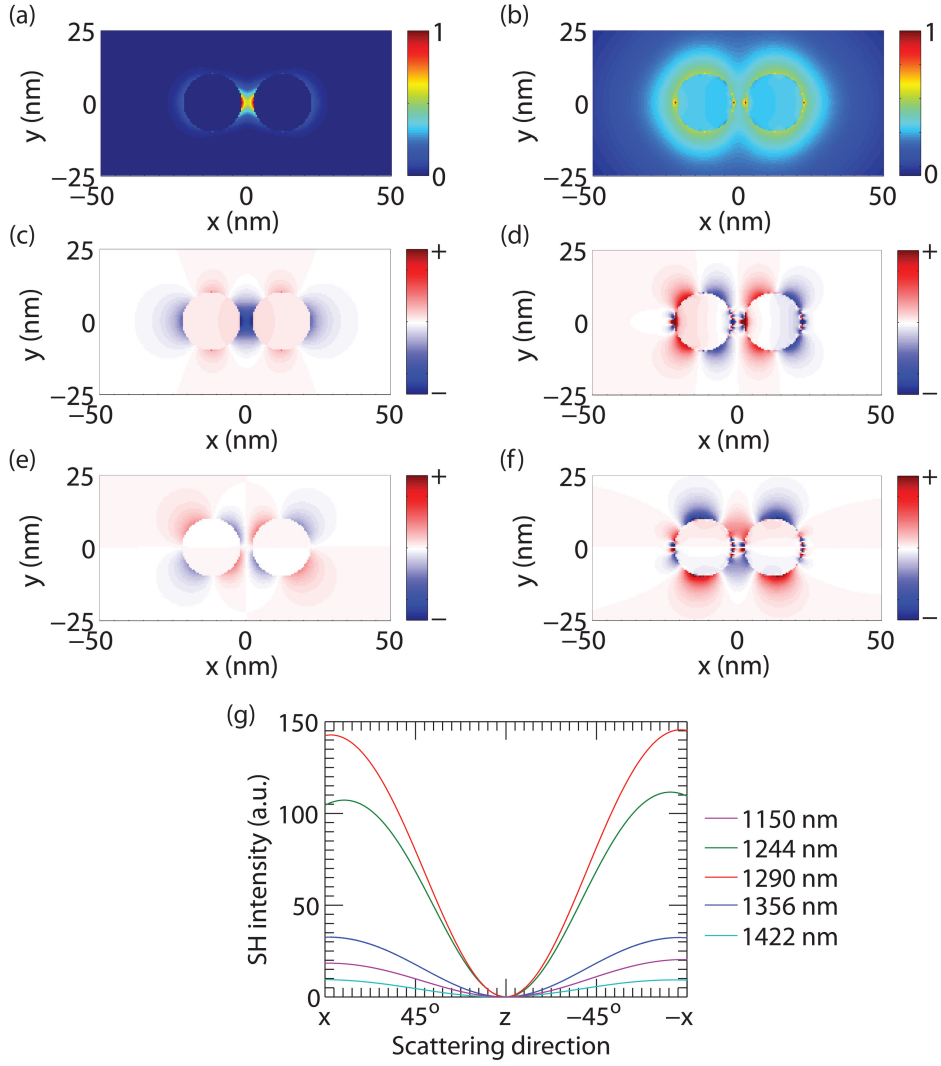 (a) (b)
25 1 25 1
y (nm) 0 y (nm) 0
−25 0 −25 0
−50 0 50 −50 0 50
x (nm) x (nm)
(c) (d)
25 + 25 +
y (nm) 0 y (nm) 0
−25 − −25 −
−50 0 50 −50 0 50
x (nm) x (nm)
(e) (f)
25 + 25 +
y (nm) 0 y (nm) 0
−25 − −25 −
−50 0 50 −50 0 50
x (nm) x (nm)
(g)
150
100
50
0
SH intensity (a.u.)
x 45° z −45° −x
Scattering direction
1150 nm
1244 nm
1290 nm
1356 nm
1422 nm